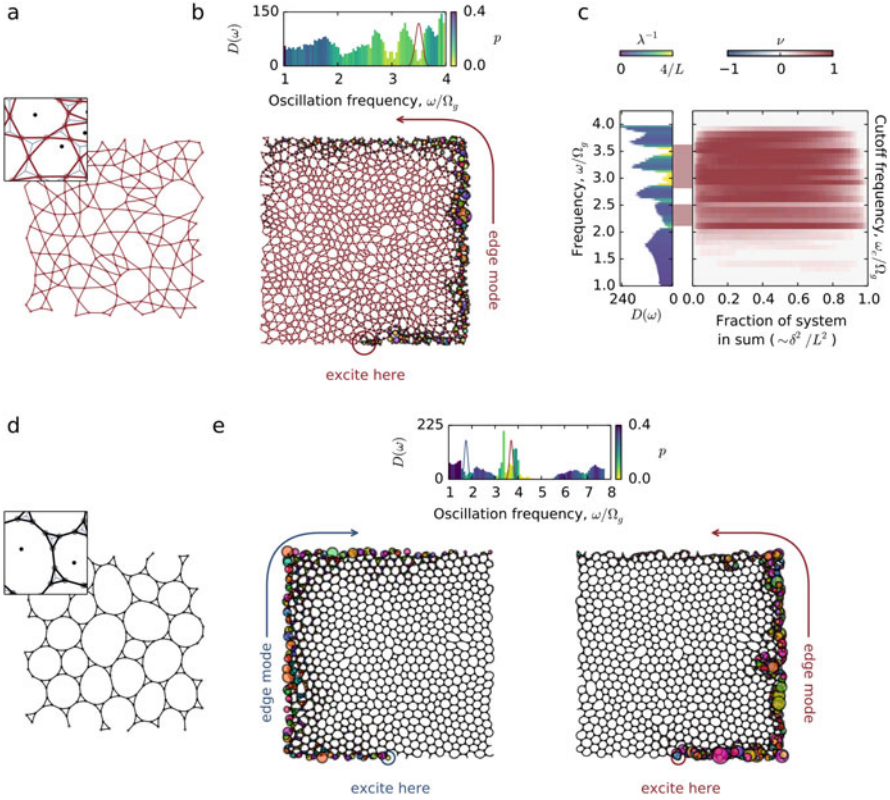 a
b
150
D(ω)
0
1 2 3 4
Oscillation frequency, ω/Ω_g
0.4
p
0
edge mode
excite here
c
λ⁻¹
0 4/L
ν
−1 0 1
Frequency, ω/Ω_g
4.0
3.5
3.0
2.5
2.0
1.5
1.0
240 0
D(ω)
0.0 0.2 0.4 0.6 0.8 1.0
Fraction of system
in sum (∼δ²/L²)
Cutoff frequency, ω_c/Ω_g
d
e
225
D(ω)
0
1 2 3 4 5 6 7 8
Oscillation frequency, ω/Ω_g
0.4
p
0
edge mode
excite here
edge mode
excite here